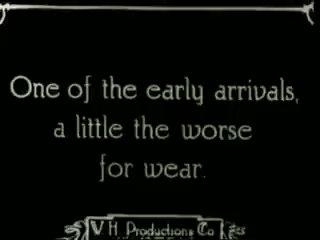 One of the early arrivals,
a little the worse
for wear.
V H Productions Co